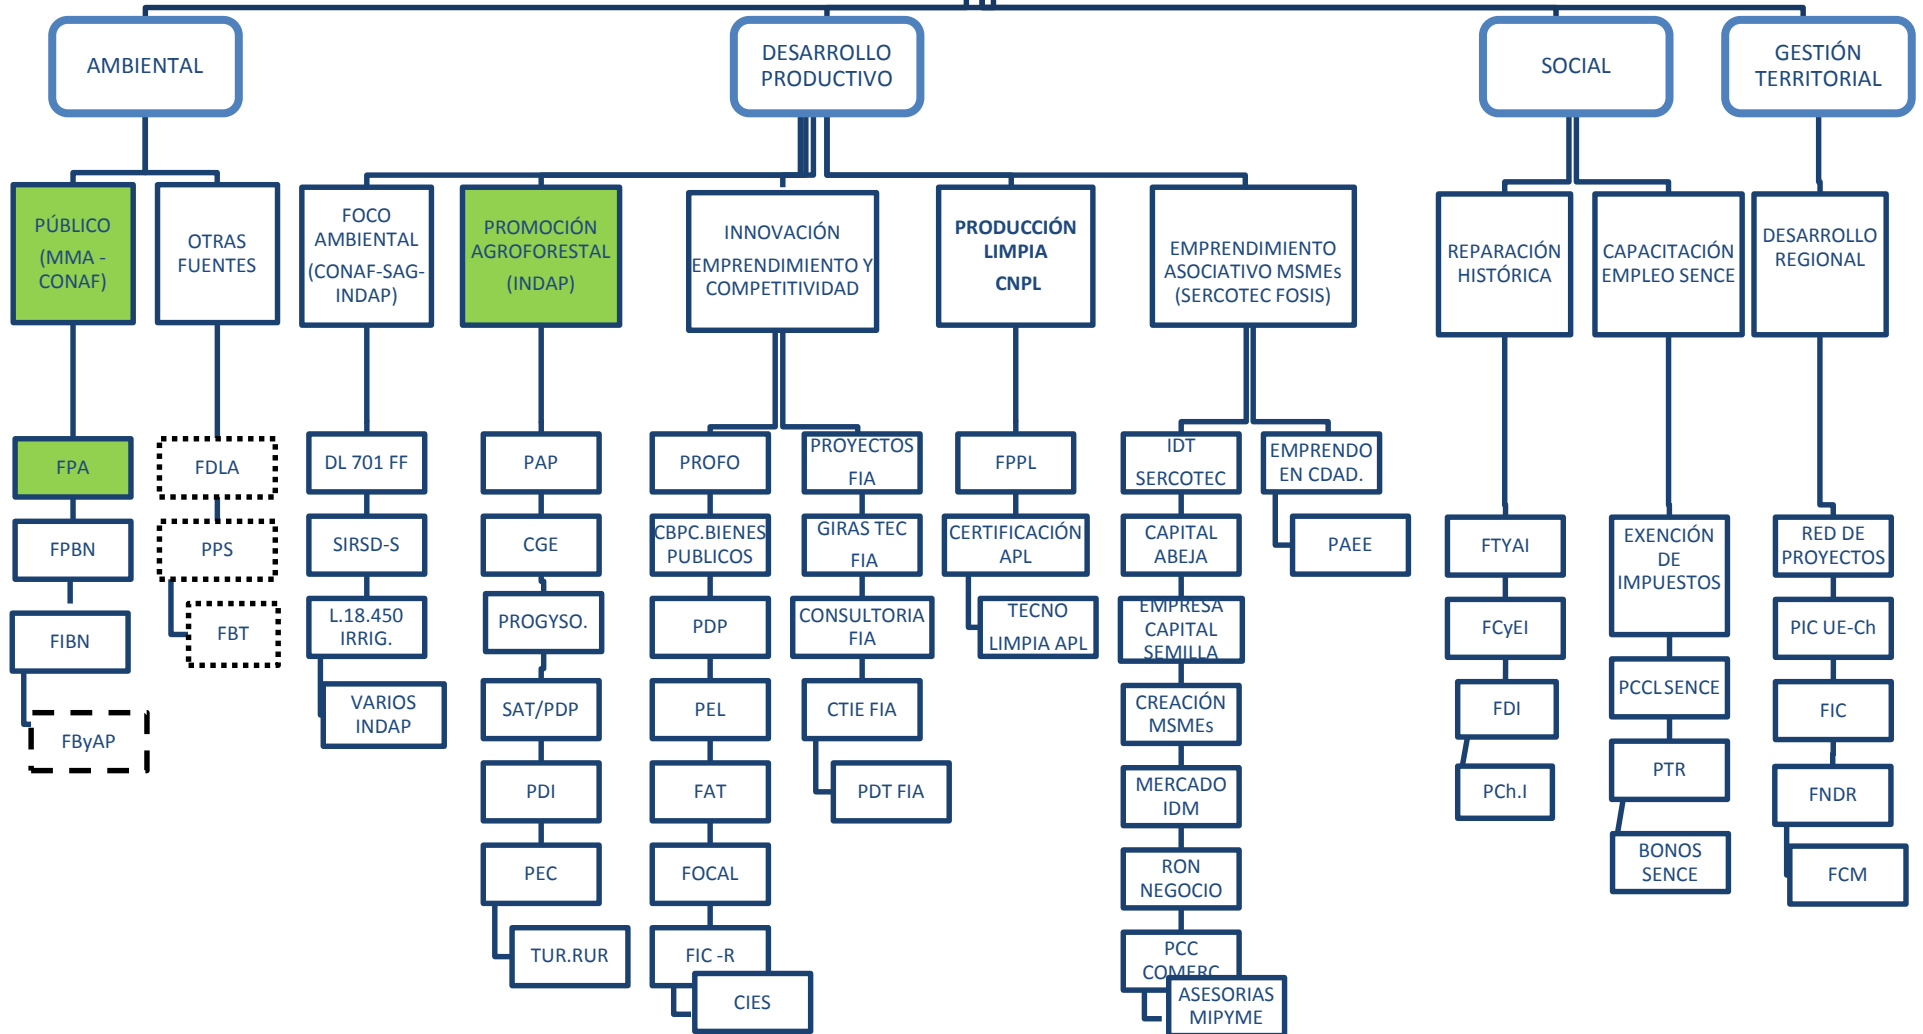 AMBIENTAL
DESARROLLO
PRODUCTIVO
SOCIAL
GESTIÓN
TERRITORIAL
PÚBLICO
(MMA -
CONAF)
OTRAS
FUENTES
FOCO
AMBIENTAL
(CONAF-SAG-
INDAP)
PROMOCIÓN
AGROFORESTAL
(INDAP)
INNOVACIÓN
EMPRENDIMIENTO Y
COMPETITIVIDAD
PRODUCCIÓN
LIMPIA
CNPL
EMPRENDIMIENTO
ASOCIATIVO MSMEs
(SERCOTEC FOSIS)
REPARACIÓN
HISTÓRICA
CAPACITACIÓN
EMPLEO SENCE
DESARROLLO
REGIONAL
FPA
FPBN
FIBN
FByAP
FDLA
PPS
FBT
DL 701 FF
SIRSD-S
L.18.450
IRRIG.
VARIOS
INDAP
PAP
CGE
PROGYSO.
SAT/PDP
PDI
PEC
TUR.RUR
PROFO
CBPC.BIENES
PUBLICOS
PDP
PEL
FAT
FOCAL
FIC -R
CIES
PROYECTOS
FIA
GIRAS TEC
FIA
CONSULTORIA
FIA
CTIE FIA
PDT FIA
FPPL
CERTIFICACIÓN
APL
TECNO
LIMPIA APL
IDT
SERCOTEC
CAPITAL
ABEJA
EMPRESA
CAPITAL
SEMILLA
CREACIÓN
MSMEs
MERCADO
IDM
RON
NEGOCIO
PCC
COMERC
ASESORIAS
MIPYME
EMPRENDO
EN CDAD.
PAEE
FTYAI
FCyEI
FDI
PCh.I
EXENCIÓN
DE
IMPUESTOS
PCCL SENCE
PTR
BONOS
SENCE
RED DE
PROYECTOS
PIC UE-Ch
FIC
FNDR
FCM